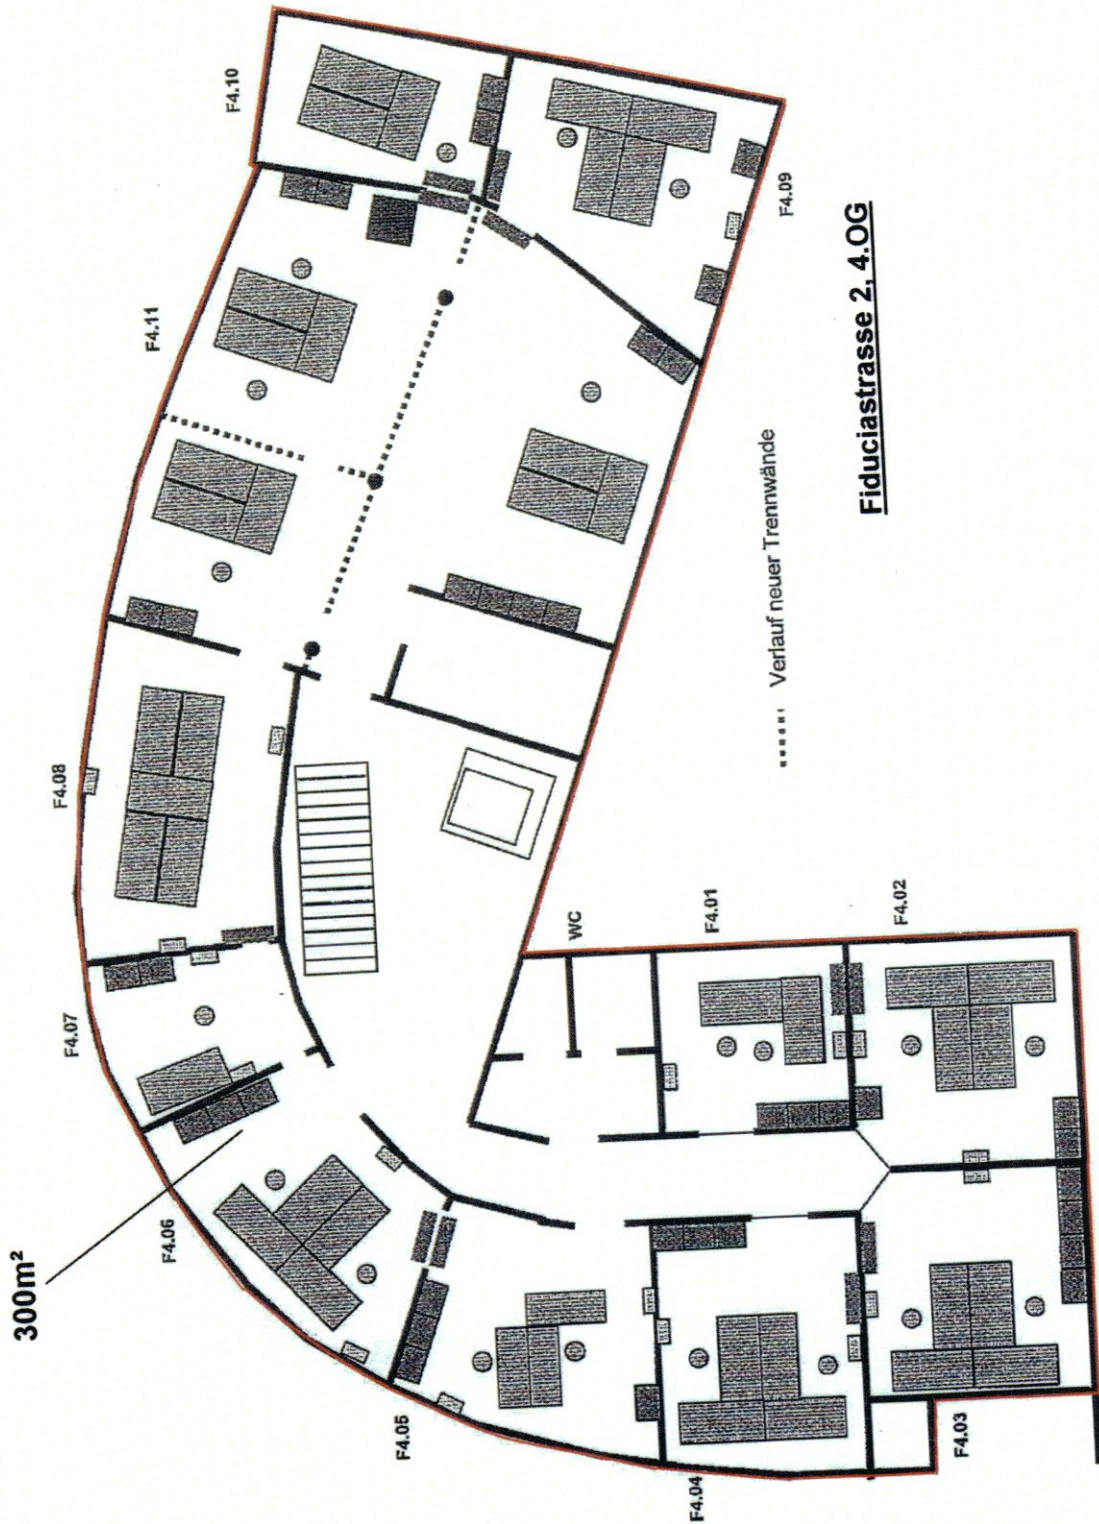 300m²
F4.06
F4.07
F4.08
F4.11
F4.10
F4.09
F4.05
F4.04
F4.03
F4.02
F4.01
WC
Verlauf neuer Trennwände
Fiduciastrasse 2, 4.OG